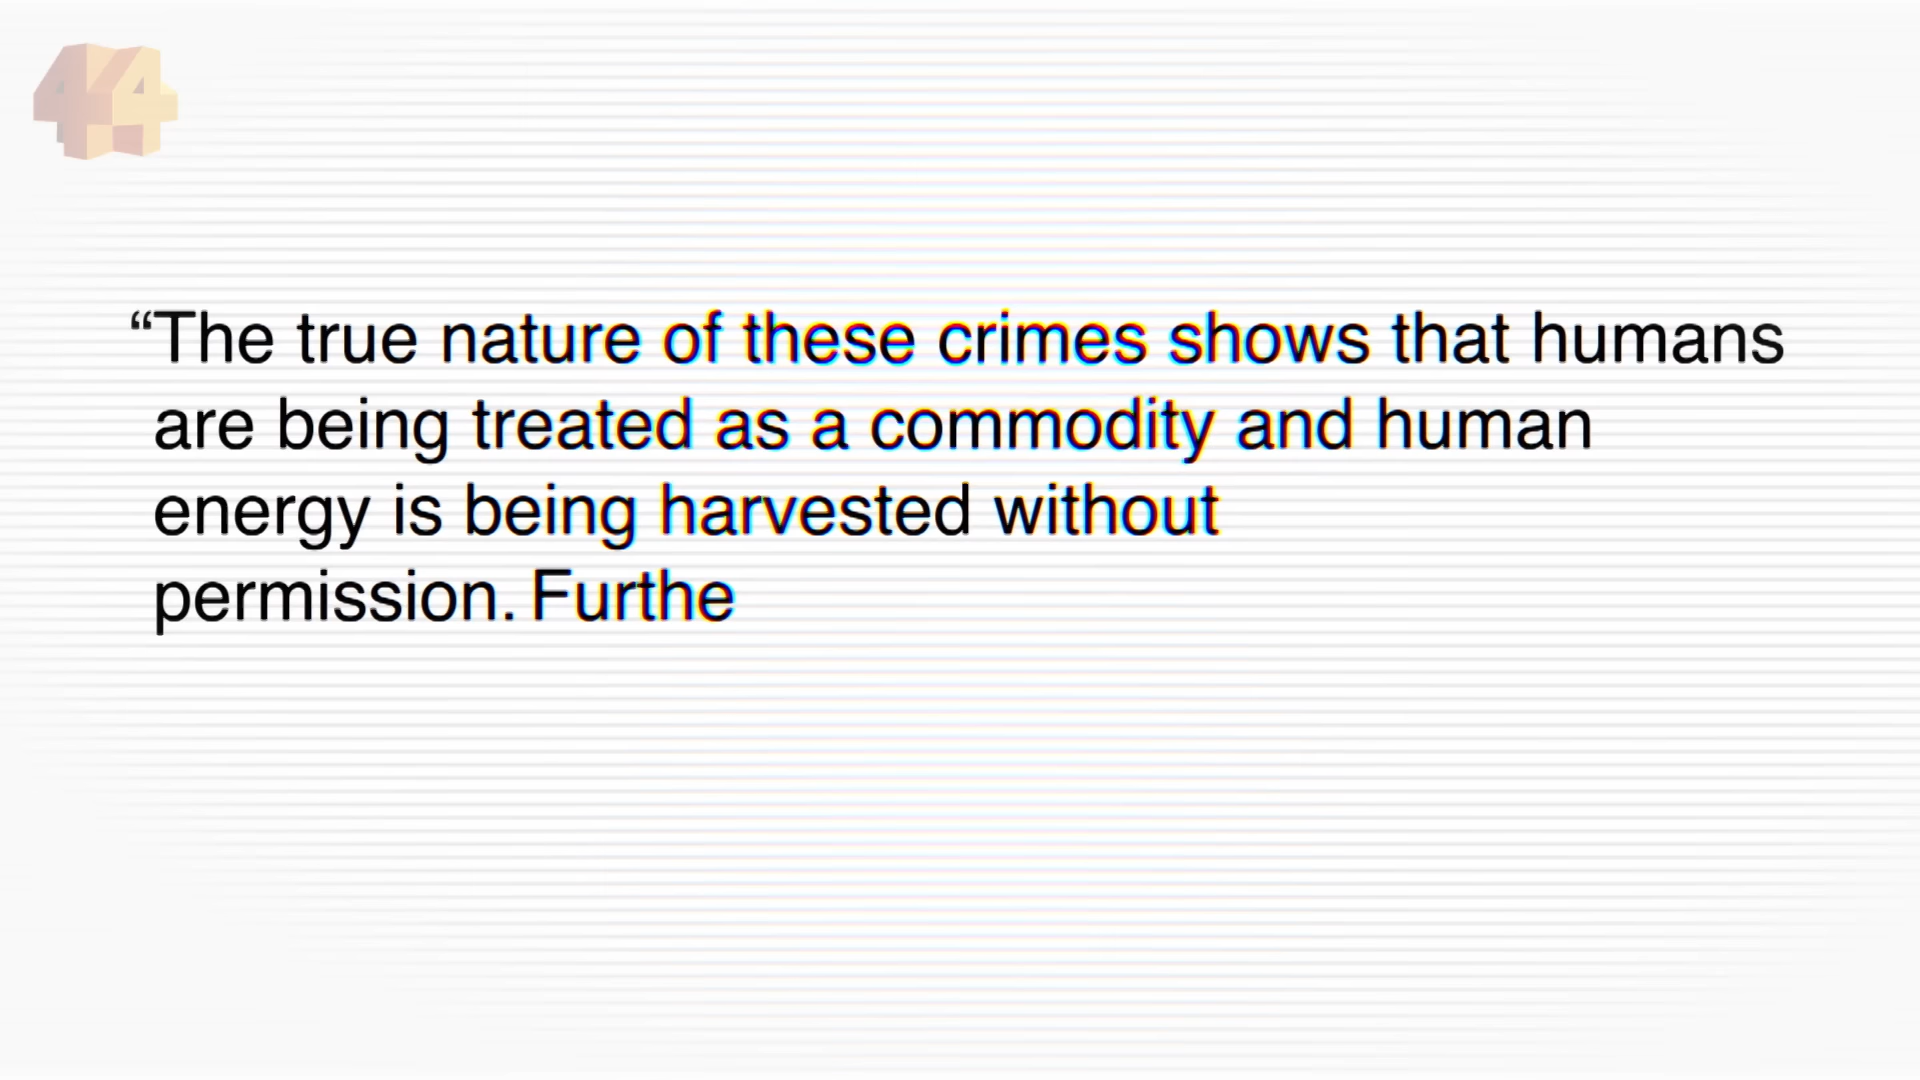 44
“The true nature of these crimes shows that humans
are being treated as a commodity and human
energy is being harvested without
permission. Furthe